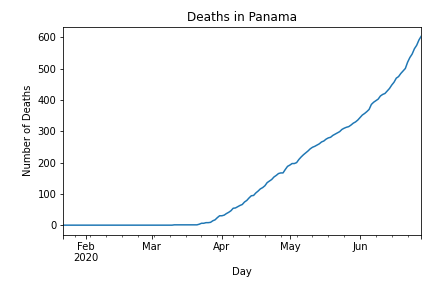 Deaths in Panama
600
500
400
300
200
100
0
Number of Deaths
Feb
2020
Mar
Apr
May
Jun
Day